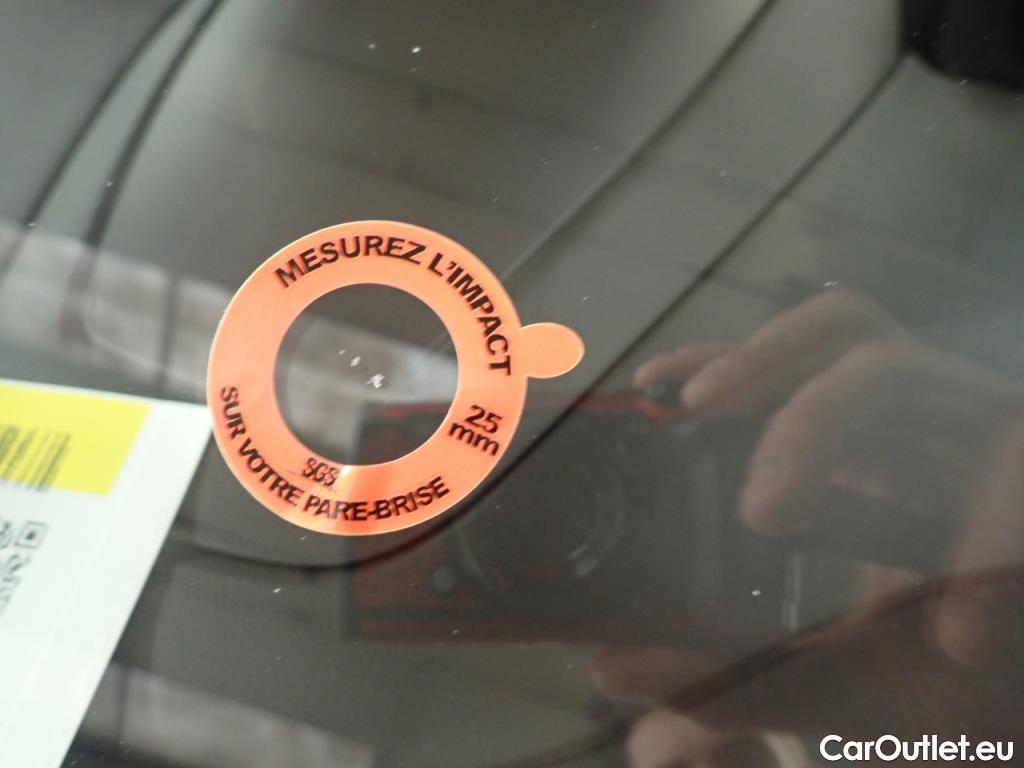 MESUREZ L'IMPACT
25
mm
SGS
SUR VOTRE PARE-BRISE
CarOutlet.eu